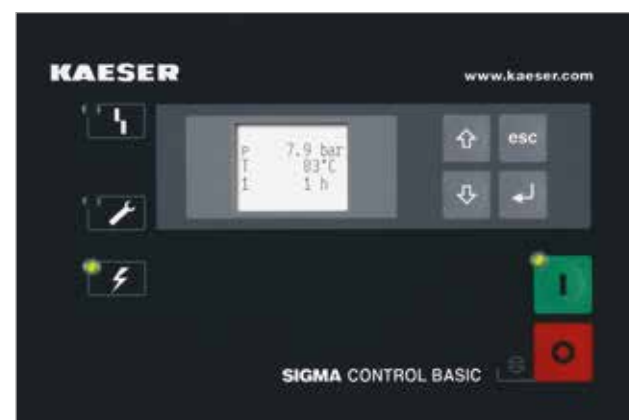 KAESER
www.kaeser.com
P 7.9 bar
T 83°C
1 1 h
esc
I
O
SIGMA CONTROL BASIC